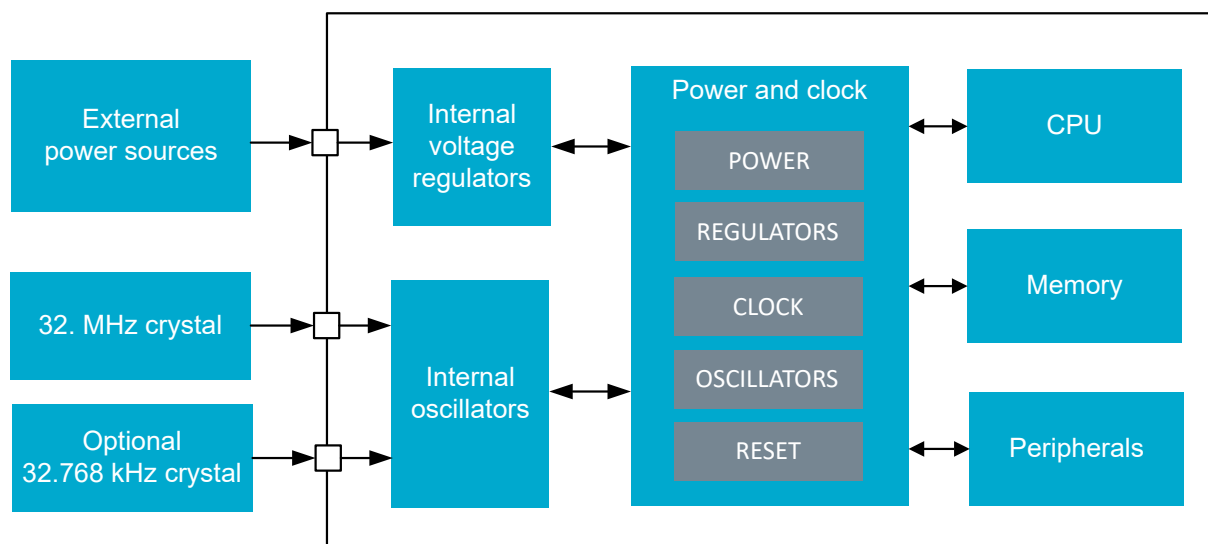 External
power sources
32. MHz crystal
Optional
32.768 kHz crystal
Internal
voltage
regulators
Internal
oscillators
Power and clock
POWER
REGULATORS
CLOCK
OSCILLATORS
RESET
CPU
Memory
Peripherals